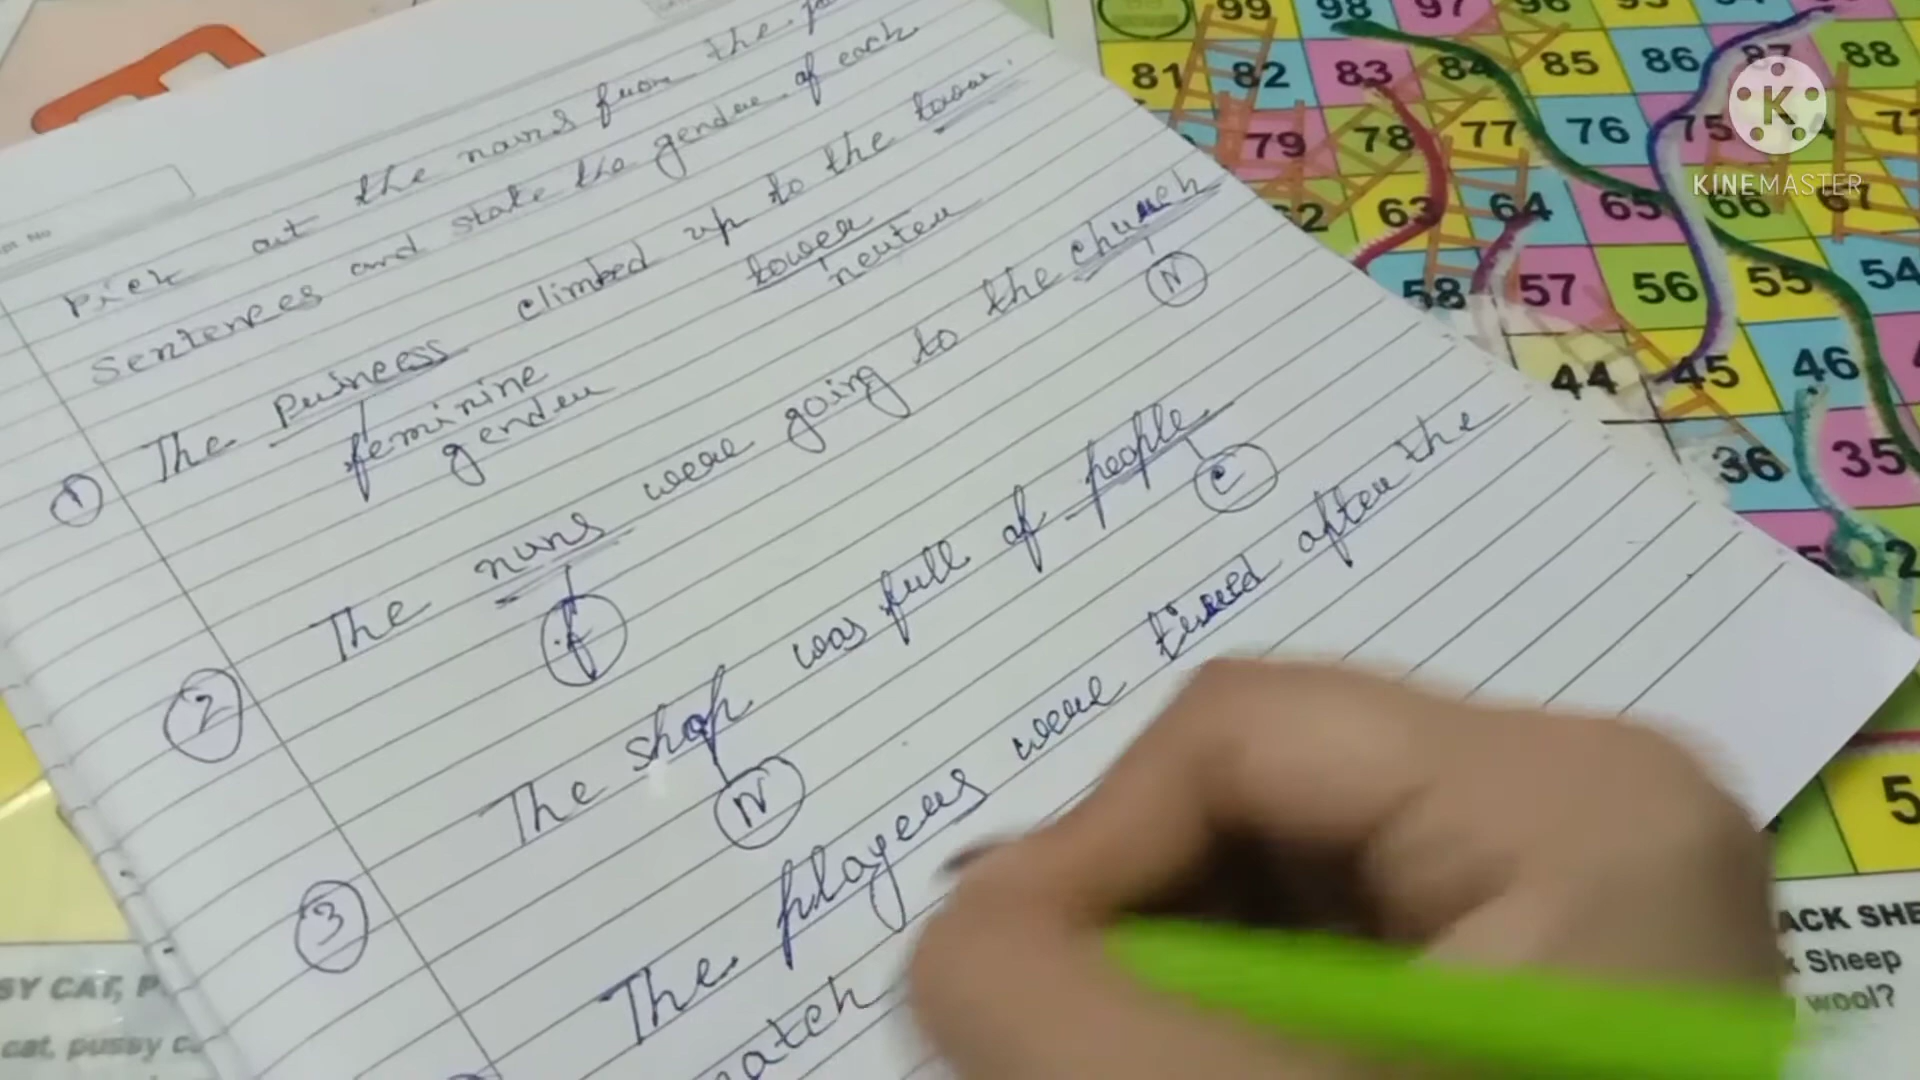 Pick out the nouns from the
sentences and state the gender of each
① The princess climbed up to the tower.
feminine gender
tower
neuter
② The nuns were going to the church
f
N
③ The shop was full of people
N
C
The players were tired after the
match
KINEMASTER
K
99 98 97 96
81 82 83 84 85 86 87 88
79 78 77 76 75
62 63 64 65 66 67
58 57 56 55 54
44 45 46
36 35
5
ACK SHE
Sheep
wool?
SY CAT, P
cat, pussy c